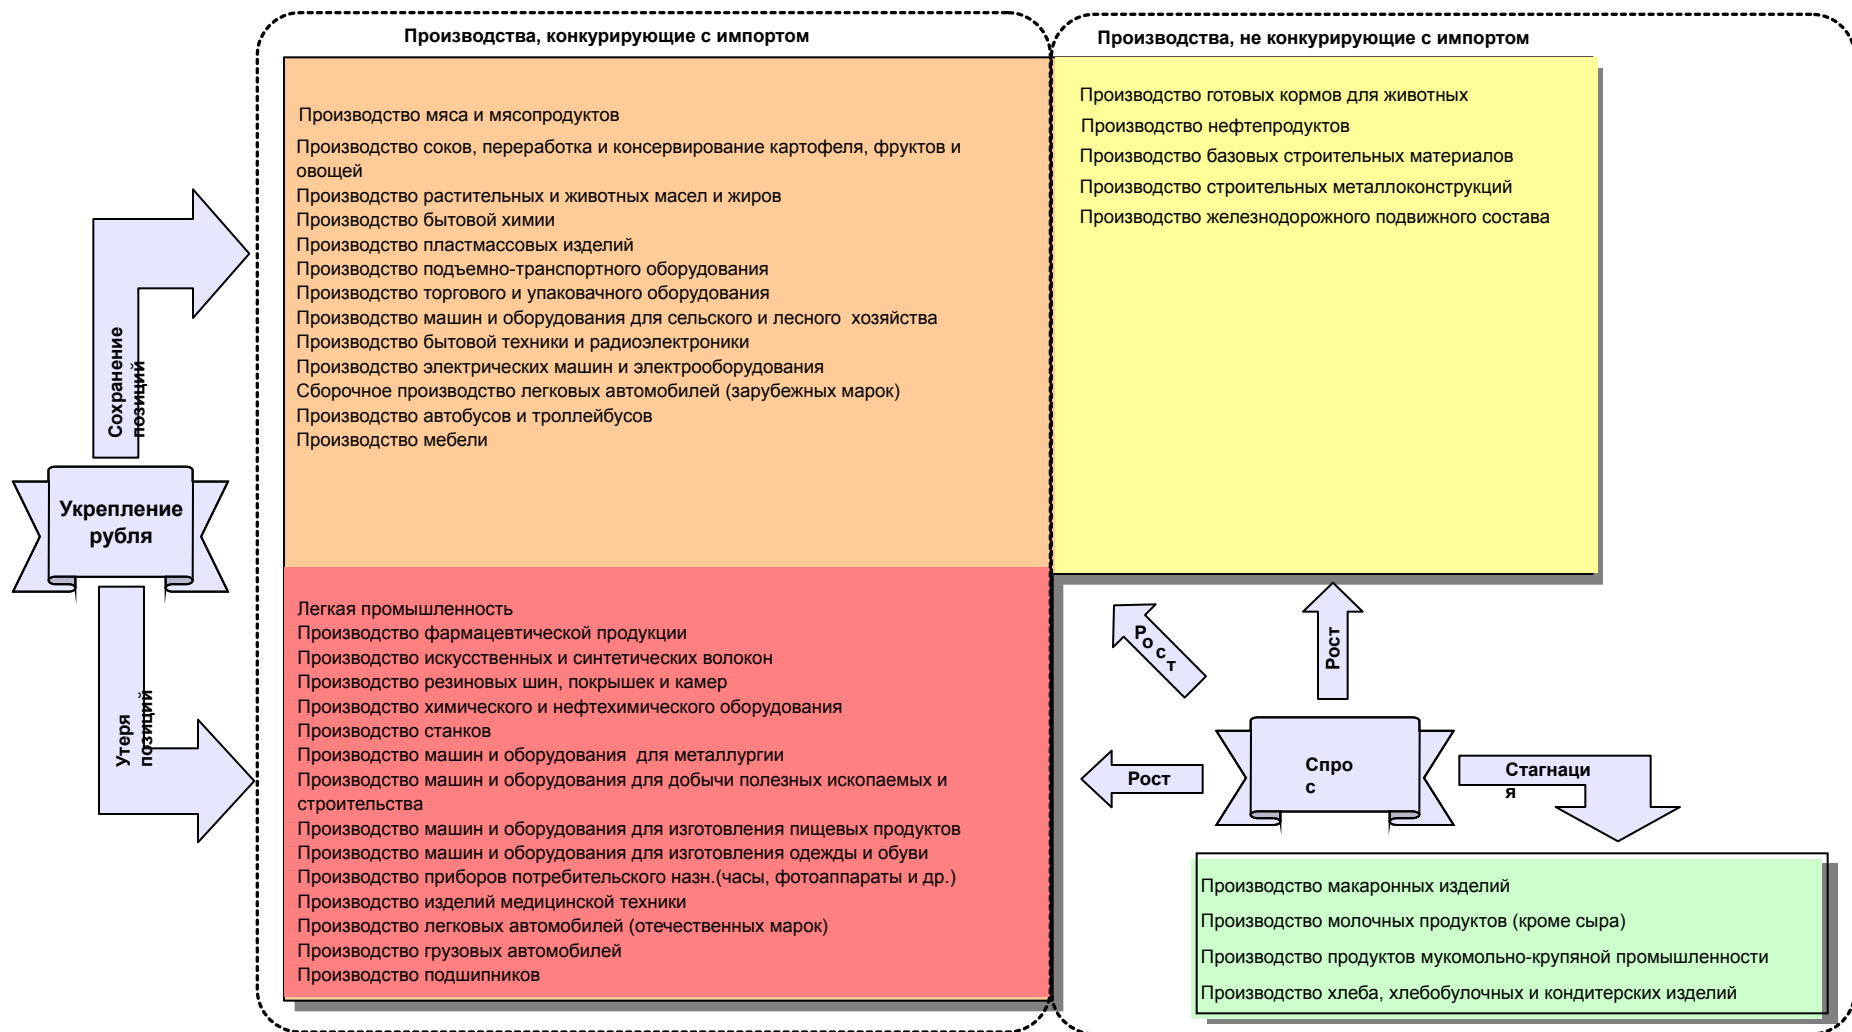 Производства, конкурирующие с импортом
Производства, не конкурирующие с импортом
Производство мяса и мясопродуктов
Производство соков, переработка и консервирование картофеля, фруктов и
овощей
Производство растительных и животных масел и жиров
Производство бытовой химии
Производство пластмассовых изделий
Производство подъемно-транспортного оборудования
Производство торгового и упаковачного оборудования
Производство машин и оборудования для сельского и лесного хозяйства
Производство бытовой техники и радиоэлектроники
Производство электрических машин и электрооборудования
Сборочное производство легковых автомобилей (зарубежных марок)
Производство автобусов и троллейбусов
Производство мебели
Производство готовых кормов для животных
Производство нефтепродуктов
Производство базовых строительных материалов
Производство строительных металлоконструкций
Производство железнодорожного подвижного состава
Сохранение
позиций
Укрепление
рубля
Утеря
позиций
Легкая промышленность
Производство фармацевтической продукции
Производство искусственных и синтетических волокон
Производство резиновых шин, покрышек и камер
Производство химического и нефтехимического оборудования
Производство станков
Производство машин и оборудования для металлургии
Производство машин и оборудования для добычи полезных ископаемых и
строительства
Производство машин и оборудования для изготовления пищевых продуктов
Производство машин и оборудования для изготовления одежды и обуви
Производство приборов потребительского назн.(часы, фотоаппараты и др.)
Производство изделий медицинской техники
Производство легковых автомобилей (отечественных марок)
Производство грузовых автомобилей
Производство подшипников
Рост
Рост
Рост
Спро
с
Стагнаци
я
Производство макаронных изделий
Производство молочных продуктов (кроме сыра)
Производство продуктов мукомольно-крупяной промышленности
Производство хлеба, хлебобулочных и кондитерских изделий